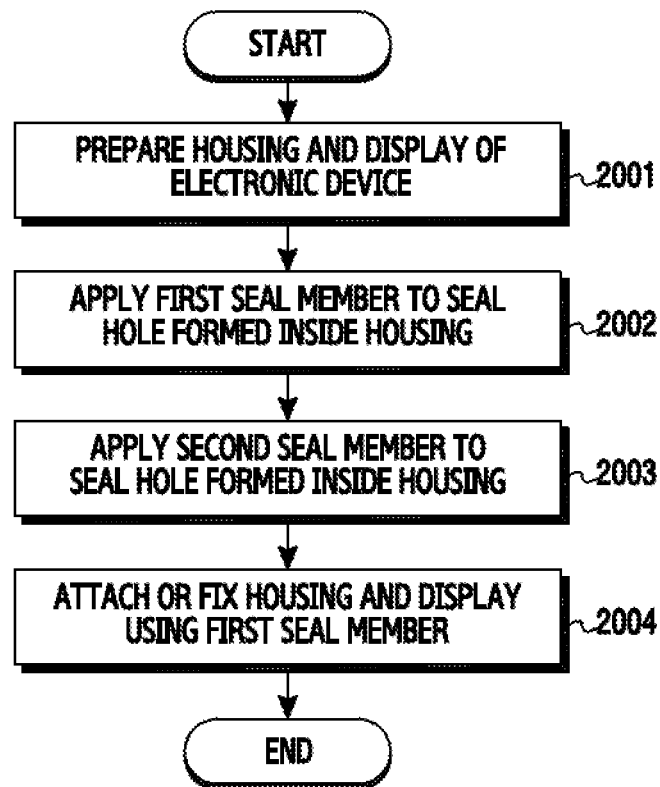 START
PREPARE HOUSING AND DISPLAY OF
ELECTRONIC DEVICE
2001
APPLY FIRST SEAL MEMBER TO SEAL
HOLE FORMED INSIDE HOUSING
2002
APPLY SECOND SEAL MEMBER TO
SEAL HOLE FORMED INSIDE HOUSING
2003
ATTACH OR FIX HOUSING AND DISPLAY
USING FIRST SEAL MEMBER
2004
END